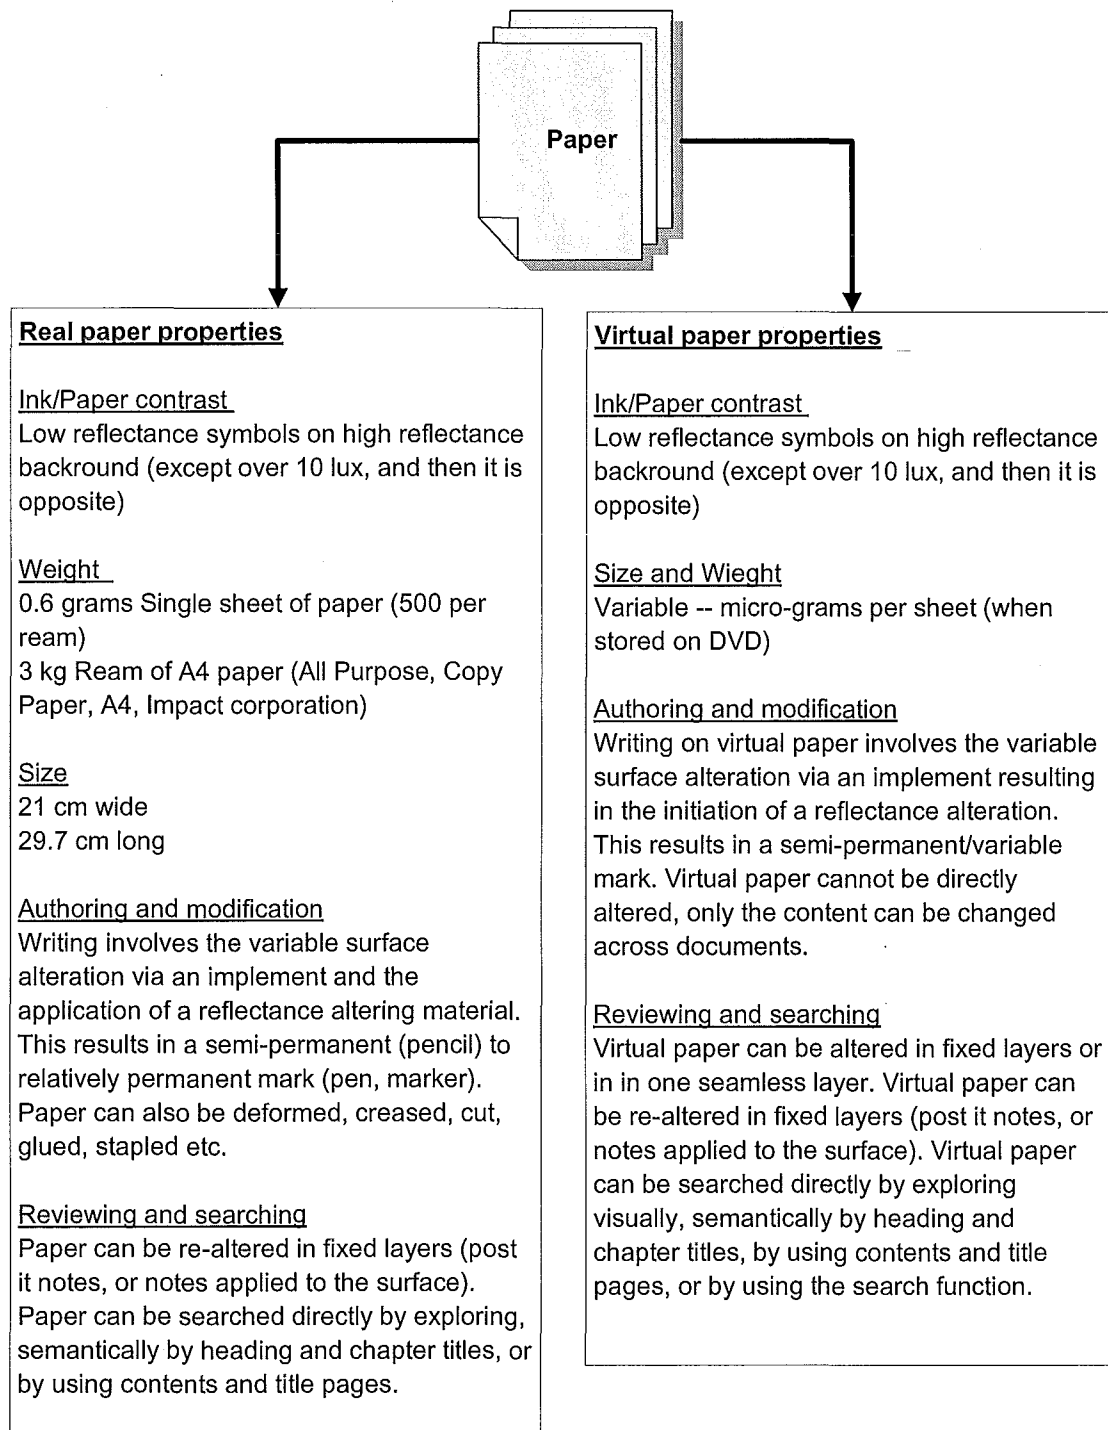 Paper
Real paper properties
Ink/Paper contrast
Low reflectance symbols on high reflectance
backround (except over 10 lux, and then it is
opposite)
Weight
0.6 grams Single sheet of paper (500 per
ream)
3 kg Ream of A4 paper (All Purpose, Copy
Paper, A4, Impact corporation)
Size
21 cm wide
29.7 cm long
Authoring and modification
Writing involves the variable surface
alteration via an implement and the
application of a reflectance altering material.
This results in a semi-permanent (pencil) to
relatively permanent mark (pen, marker).
Paper can also be deformed, creased, cut,
glued, stapled etc.
Reviewing and searching
Paper can be re-altered in fixed layers (post
it notes, or notes applied to the surface).
Paper can be searched directly by exploring,
semantically by heading and chapter titles, or
by using contents and title pages.
Virtual paper properties
Ink/Paper contrast
Low reflectance symbols on high reflectance
backround (except over 10 lux, and then it is
opposite)
Size and Wieght
Variable -- micro-grams per sheet (when
stored on DVD)
Authoring and modification
Writing on virtual paper involves the variable
surface alteration via an implement resulting
in the initiation of a reflectance alteration.
This results in a semi-permanent/variable
mark. Virtual paper cannot be directly
altered, only the content can be changed
across documents.
Reviewing and searching
Virtual paper can be altered in fixed layers or
in in one seamless layer. Virtual paper can
be re-altered in fixed layers (post it notes, or
notes applied to the surface). Virtual paper
can be searched directly by exploring
visually, semantically by heading and
chapter titles, by using contents and title
pages, or by using the search function.